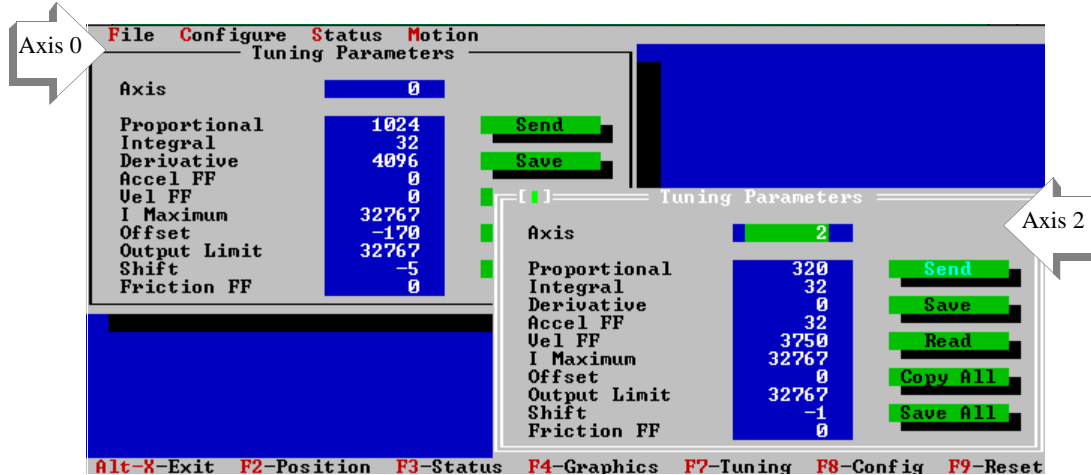 Axis 0
File Configure Status Motion
Tuning Parameters
Axis 0
Proportional 1024 Send
Integral 32
Derivative 4096 Save
Accel FF 0
Vel FF 0
I Maximum 32767
Offset -170
Output Limit 32767
Shift -5
Friction FF 0
Axis 2
[ ] Tuning Parameters
Axis 2
Proportional 320 Send
Integral 32
Derivative 0 Save
Accel FF 32
Vel FF 3750 Read
I Maximum 32767
Offset 0 Copy All
Output Limit 32767
Shift -1 Save All
Friction FF 0
Alt-X-Exit F2-Position F3-Status F4-Graphics F7-Tuning F8-Config F9-Reset